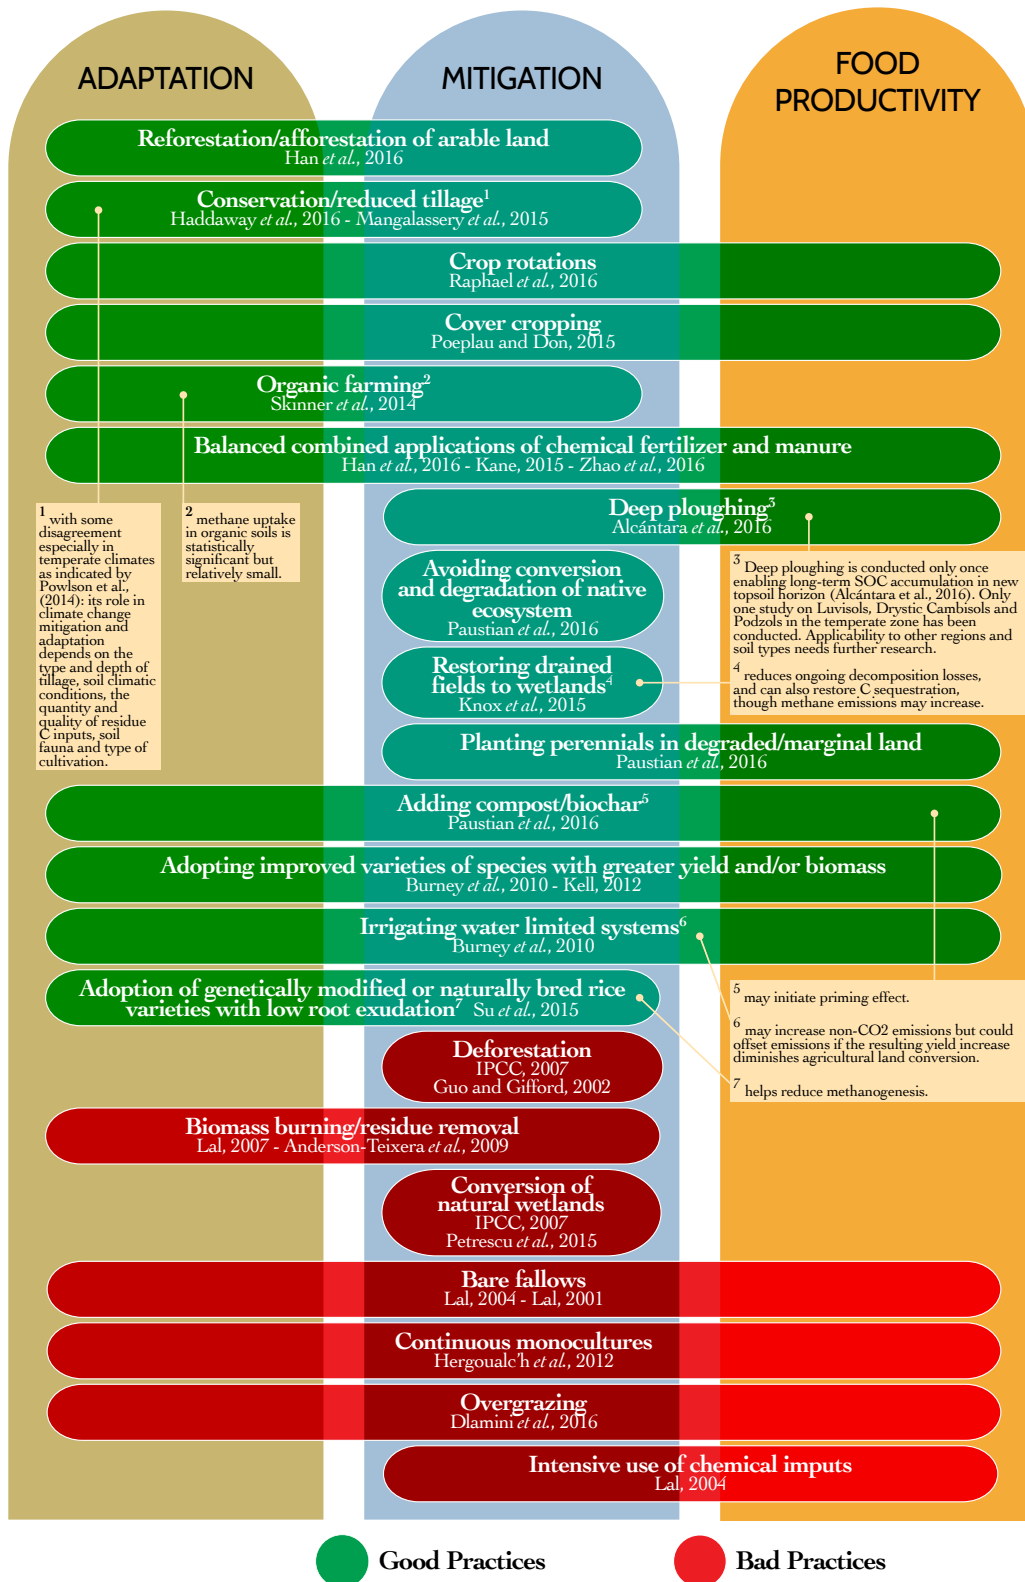 ADAPTATION
MITIGATION
FOOD
PRODUCTIVITY
Reforestation/afforestation of arable land
Han et al., 2016
Conservation/reduced tillage1
Haddaway et al., 2016 - Mangalassery et al., 2015
Crop rotations
Raphael et al., 2016
Cover cropping
Poeplau and Don, 2015
Organic farming2
Skinner et al., 2014
Balanced combined applications of chemical fertilizer and manure
Han et al., 2016 - Kane, 2015 - Zhao et al., 2016
Deep ploughing3
Alcántara et al., 2016
1 with some
disagreement
especially in
temperate climates
as indicated by
Powlson et al.,
(2014): its role in
climate change
mitigation and
adaptation
depends on the
type and depth of
tillage, soil climatic
conditions, the
quantity and
quality of residue
C inputs, soil
fauna and type of
cultivation.
2 methane uptake
in organic soils is
statistically
significant but
relatively small.
Avoiding conversion
and degradation of native
ecosystem
Paustian et al., 2016
3 Deep ploughing is conducted only once
enabling long-term SOC accumulation in new
topsoil horizon (Alcántara et al., 2016). Only
one study on Luvisols, Drystic Cambisols and
Podzols in the temperate zone has been
conducted. Applicability to other regions and
soil types needs further research.
4 reduces ongoing decomposition losses,
and can also restore C sequestration,
though methane emissions may increase.
Restoring drained
fields to wetlands4
Knox et al., 2015
Planting perennials in degraded/marginal land
Paustian et al., 2016
Adding compost/biochar5
Paustian et al., 2016
Adopting improved varieties of species with greater yield and/or biomass
Burney et al., 2010 - Kell, 2012
Irrigating water limited systems6
Burney et al., 2010
Adoption of genetically modified or naturally bred rice
varieties with low root exudation7 Su et al., 2015
5 may initiate priming effect.
6 may increase non-CO2 emissions but could
offset emissions if the resulting yield increase
diminishes agricultural land conversion.
7 helps reduce methanogenesis.
Deforestation
IPCC, 2007
Guo and Gifford, 2002
Biomass burning/residue removal
Lal, 2007 - Anderson-Teixera et al., 2009
Conversion of
natural wetlands
IPCC, 2007
Petrescu et al., 2015
Bare fallows
Lal, 2004 - Lal, 2001
Continuous monocultures
Hergoualc'h et al., 2012
Overgrazing
Dlamini et al., 2016
Intensive use of chemical imputs
Lal, 2004
Good Practices
Bad Practices